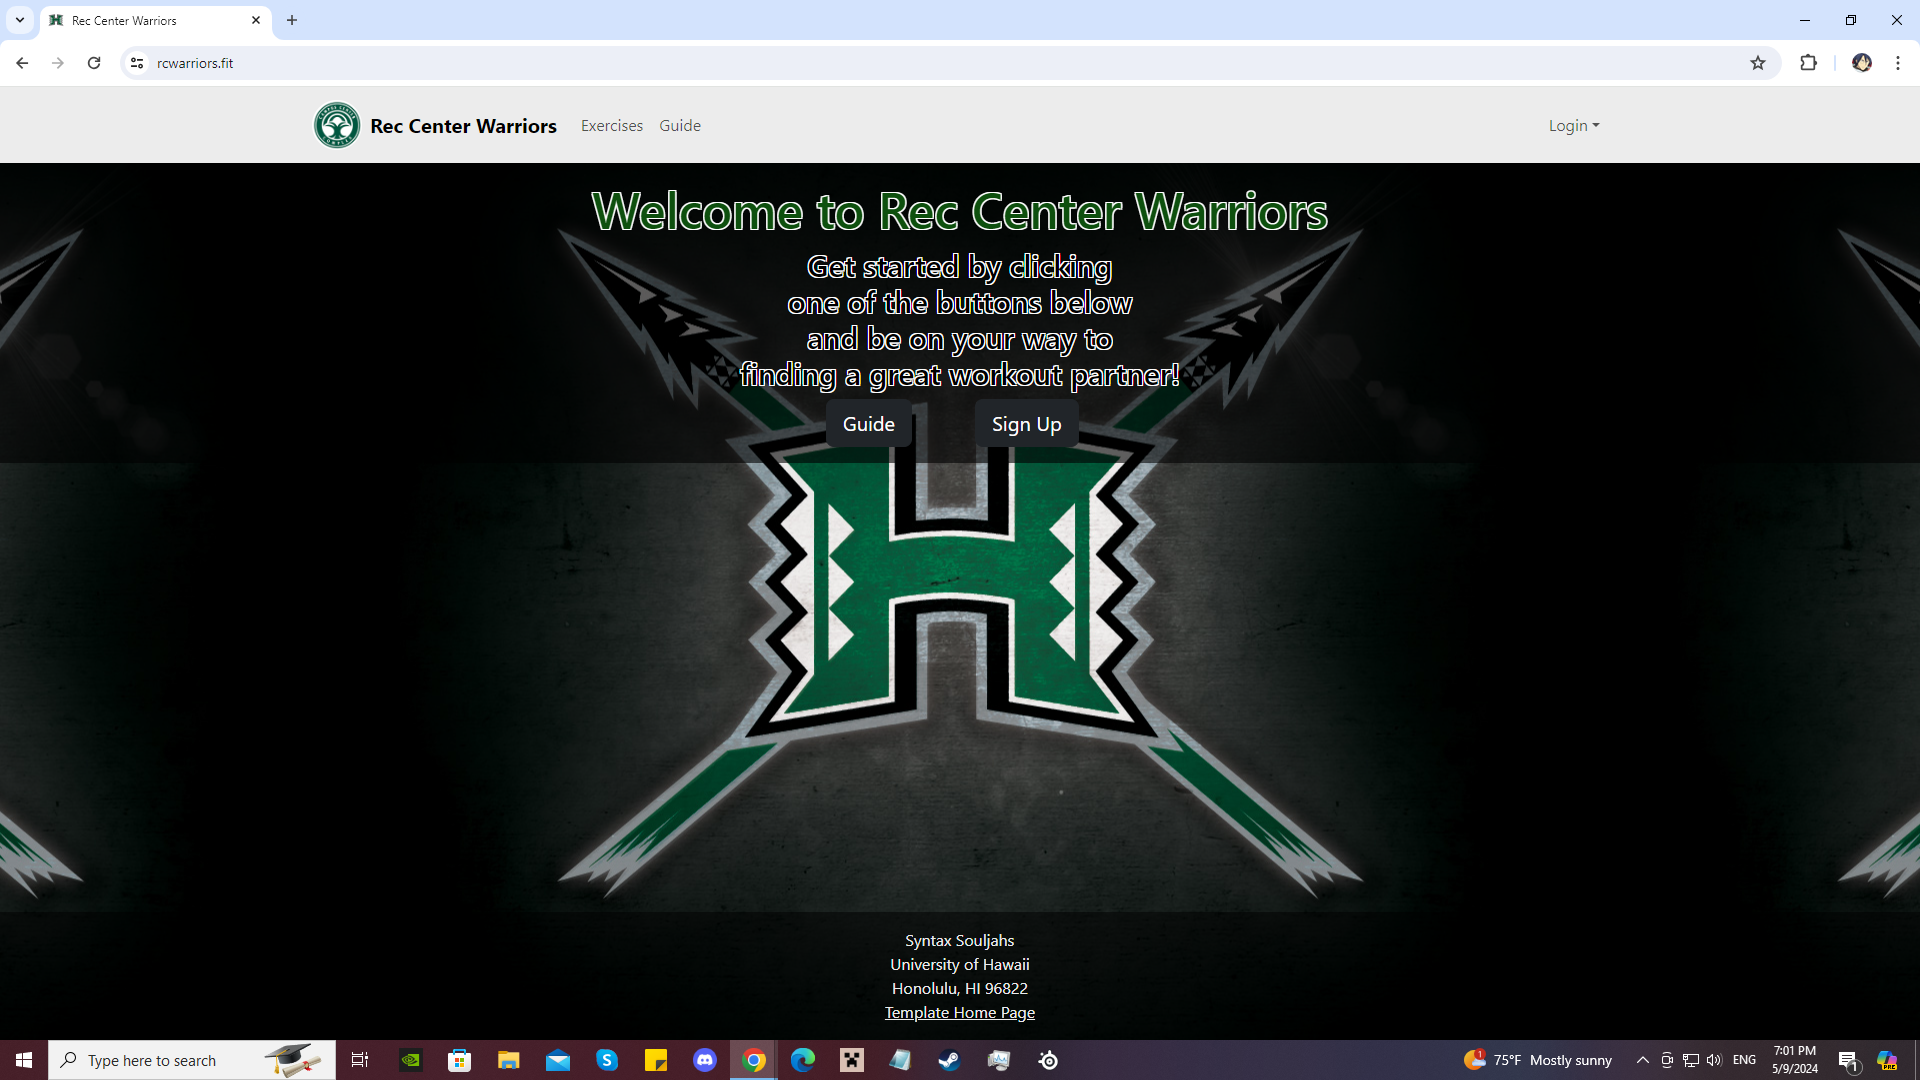 Rec Center Warriors
rcwarriors.fit
Rec Center Warriors Exercises Guide Login
Welcome to Rec Center Warriors
Get started by clicking
one of the buttons below
and be on your way to
finding a great workout partner!
Guide Sign Up
H
Syntax Souljahs
University of Hawaii
Honolulu, HI 96822
Template Home Page
Type here to search
75°F Mostly sunny
ENG
7:01 PM
5/9/2024
1
1
PRE